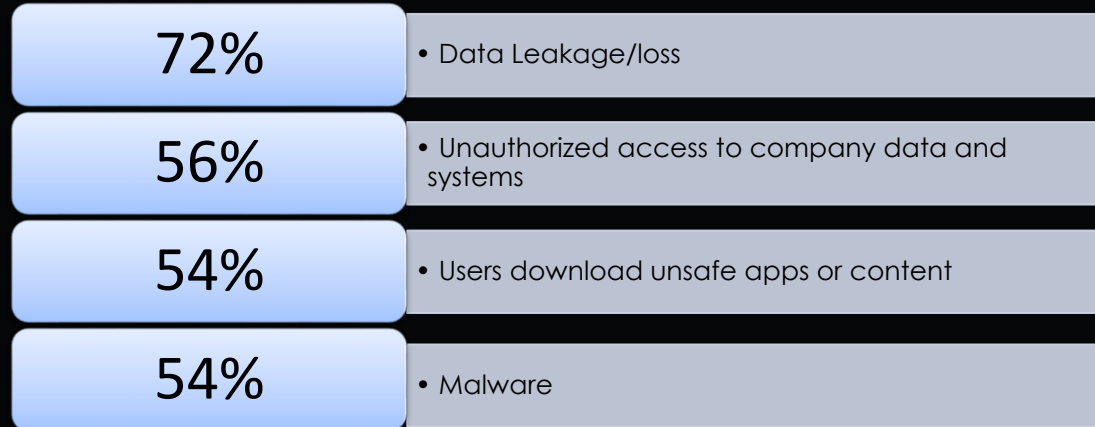 72%
• Data Leakage/loss
56%
• Unauthorized access to company data and
systems
54%
• Users download unsafe apps or content
54%
• Malware